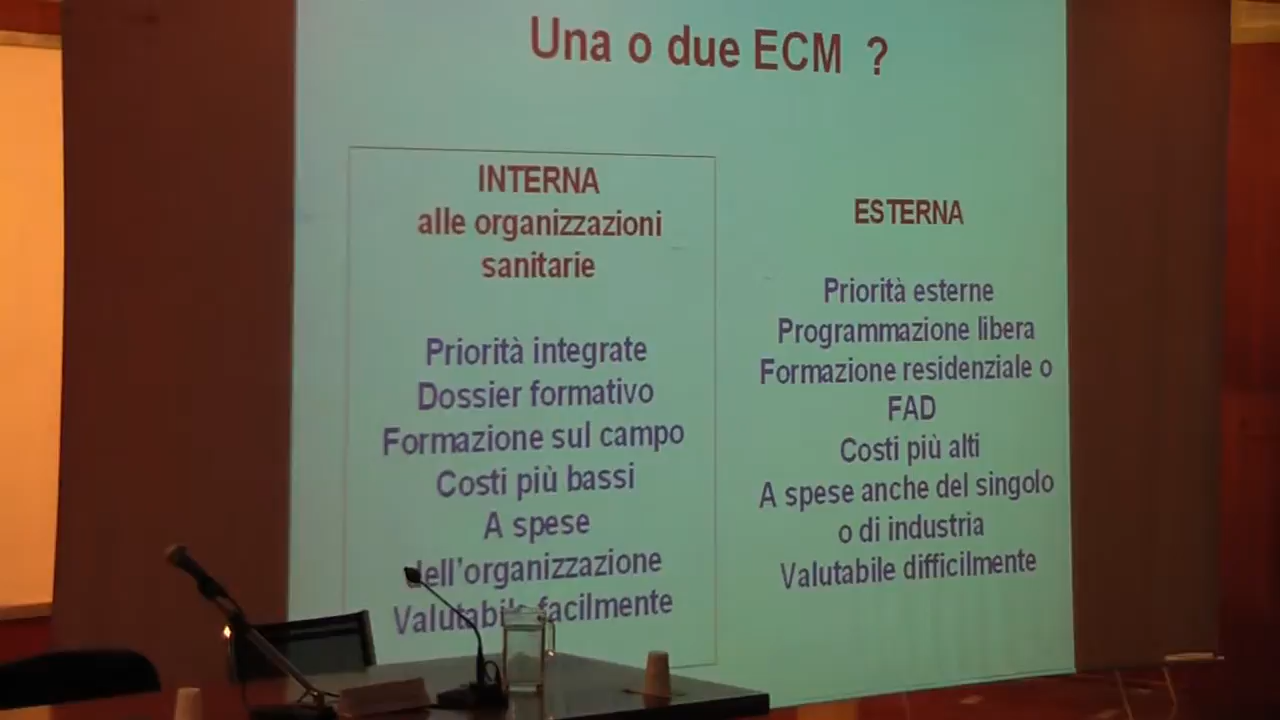 Una o due ECM ?
INTERNA
alle organizzazioni
sanitarie
Priorità integrate
Dossier formativo
Formazione sul campo
Costi più bassi
A spese
dell'organizzazione
Valutabile facilmente
ESTERNA
Priorità esterne
Programmazione libera
Formazione residenziale o
FAD
Costi più alti
A spese anche del singolo
o di industria
Valutabile difficilmente